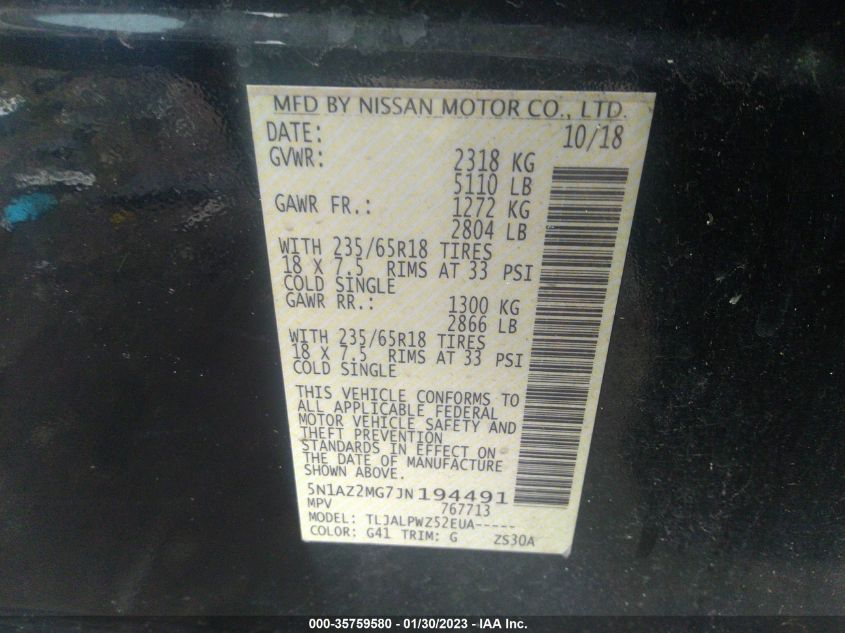 MFD BY NISSAN MOTOR CO., LTD.
DATE: 10/18
GVWR: 2318 KG
5110 LB
GAWR FR.: 1272 KG
2804 LB
WITH 235/65R18 TIRES
18 X 7.5 RIMS AT 33 PSI
COLD SINGLE
GAWR RR.: 1300 KG
2866 LB
WITH 235/65R18 TIRES
18 X 7.5 RIMS AT 33 PSI
COLD SINGLE
THIS VEHICLE CONFORMS TO
ALL APPLICABLE FEDERAL
MOTOR VEHICLE SAFETY AND
THEFT PREVENTION
STANDARDS IN EFFECT ON
THE DATE OF MANUFACTURE
SHOWN ABOVE.
5N1AZ2MG7JN194491
MPV 767713
MODEL: TLJALPWZ52EUA-----
COLOR: G41 TRIM: G ZS30A
000-35759580 - 01/30/2023 - IAA Inc.